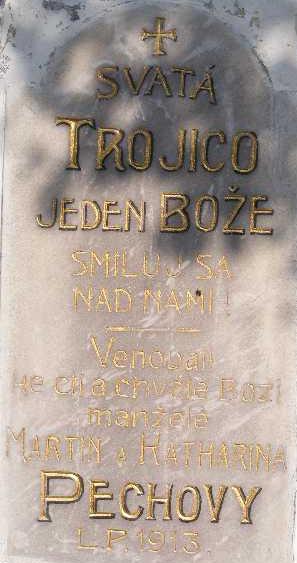 SVATÁ
TROJICO
JEDEN BOŽE
SMILUJ SA
NAD NAMI!
Venovali
ke cti a chvále Boží
manželé
MARTIN A KATHARINA
PECHOVY
L.P. 1913.